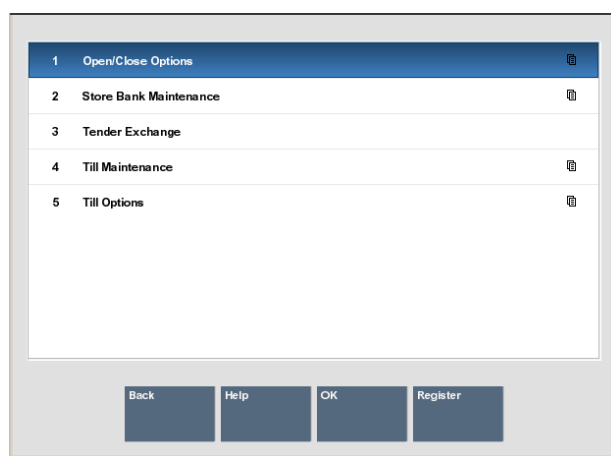 1 Open/Close Options
2 Store Bank Maintenance
3 Tender Exchange
4 Till Maintenance
5 Till Options
Back Help OK Register